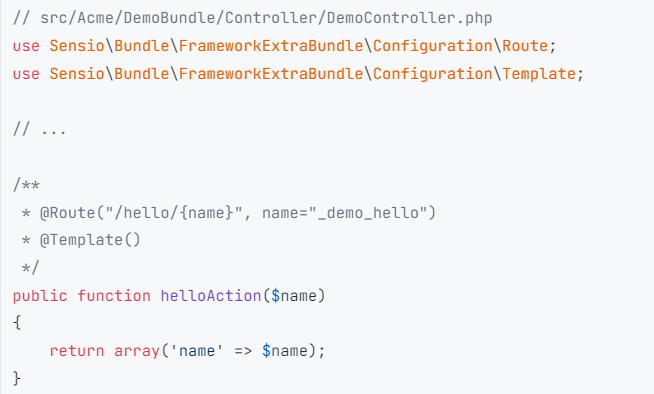 // src/Acme/DemoBundle/Controller/DemoController.php
use Sensio\Bundle\FrameworkExtraBundle\Configuration\Route;
use Sensio\Bundle\FrameworkExtraBundle\Configuration\Template;

// ...

/**
 * @Route("/hello/{name}", name="_demo_hello")
 * @Template()
 */
public function helloAction($name)
{
    return array('name' => $name);
}